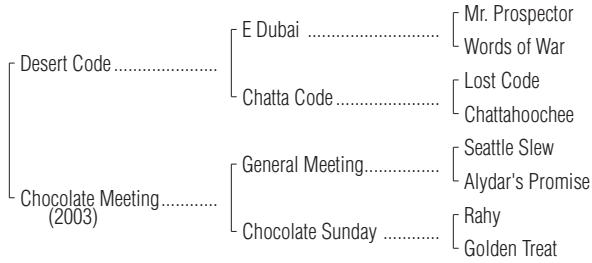 Mr. Prospector
E Dubai ..........................
Words of War
Desert Code ....................
Lost Code
Chatta Code ....................
Chattahoochee
Seattle Slew
General Meeting ...............
Alydar's Promise
Chocolate Meeting ...........
(2003)
Rahy
Chocolate Sunday ...........
Golden Treat